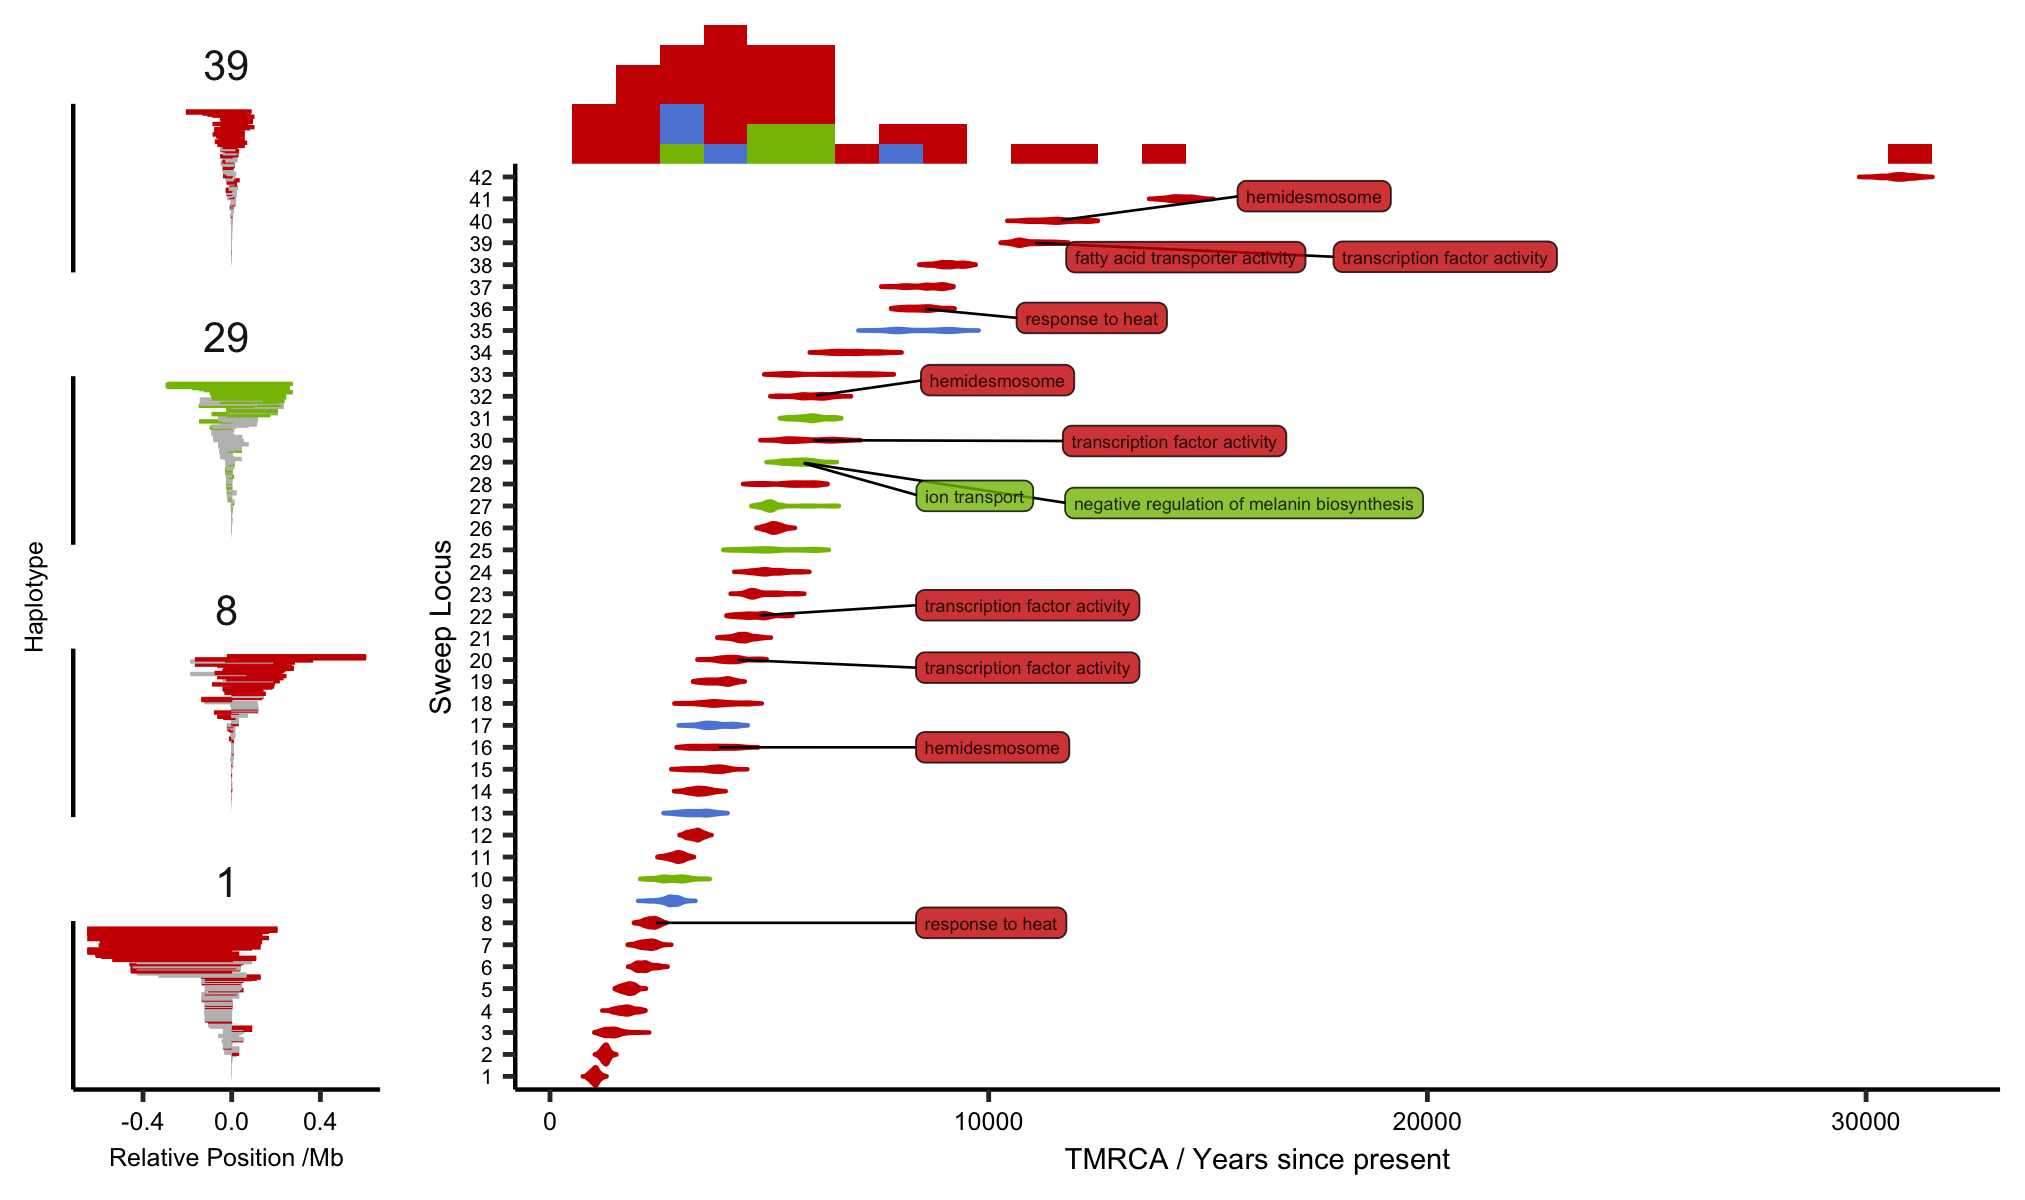 39
29
8
1
Haplotype
-0.4 0.0 0.4
Relative Position /Mb
Sweep Locus
42
41
hemidesmosome
40
39
fatty acid transporter activity
transcription factor activity
38
37
36
response to heat
35
34
33
hemidesmosome
32
31
30
transcription factor activity
29
28
ion transport
negative regulation of melanin biosynthesis
27
26
25
24
23
transcription factor activity
22
21
20
transcription factor activity
19
18
17
16
hemidesmosome
15
14
13
12
11
10
9
8
response to heat
7
6
5
4
3
2
1
0 10000 20000 30000
TMRCA / Years since present